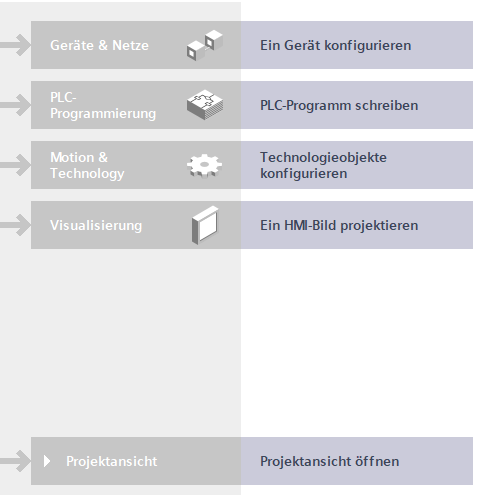 Geräte & Netze
Ein Gerät konfigurieren
PLC-
Programmierung
PLC-Programm schreiben
Motion &
Technology
Technologieobjekte
konfigurieren
Visualisierung
Ein HMI-Bild projektieren
Projektansicht
Projektansicht öffnen